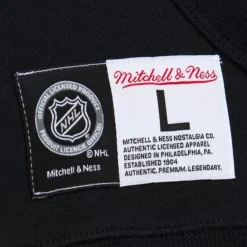 OFFICIAL LICENSED PRODUCT
NHL
PRODUIT LICENCIÉ OFFICIEL
© NHL
Mitchell & Ness
Mitchell & Ness
L
MITCHELL & NESS NOSTALGIA CO.
AUTHENTIC LICENSED APPAREL
DESIGNED IN PHILADELPHIA, PA.
ESTABLISHED 1904
AUTHENTIC. PREMIUM. LEGENDARY.